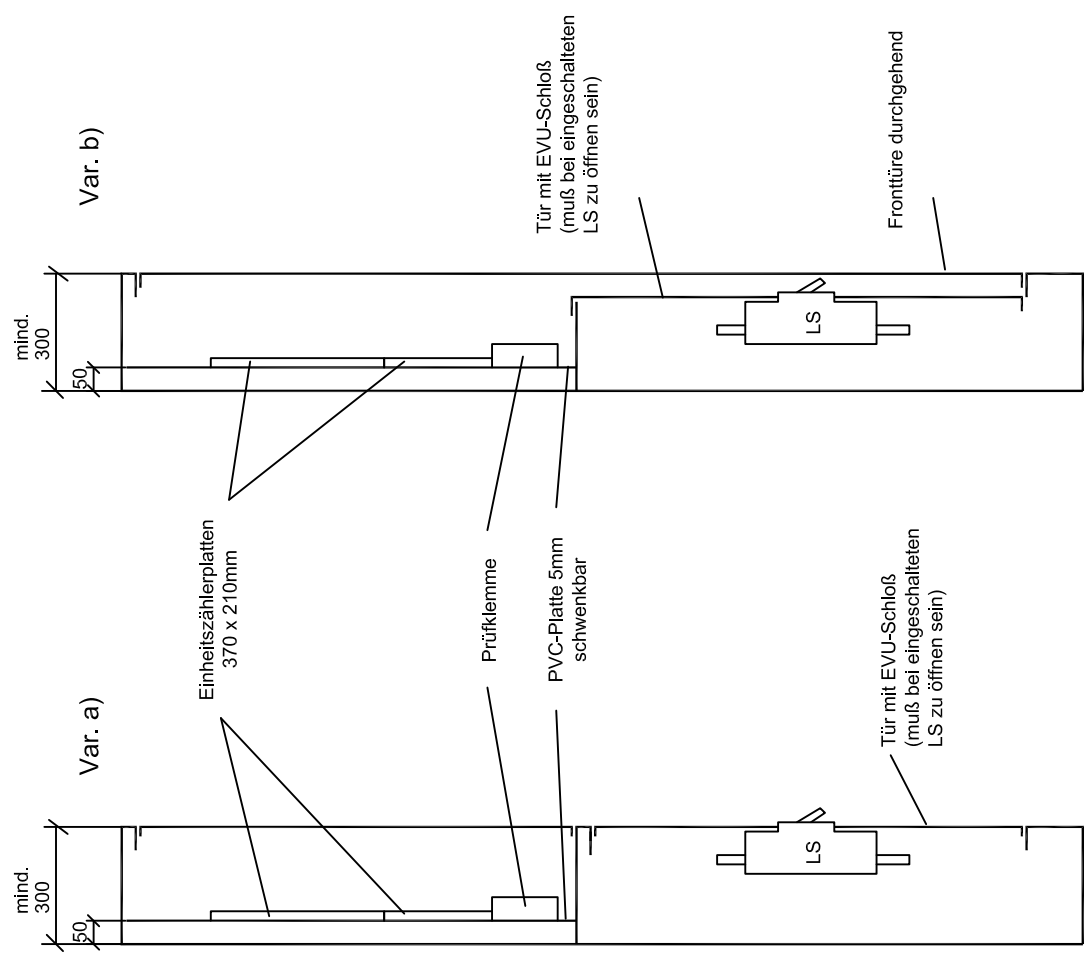 Var. a)
mind.
300
50
Einheitszählerplatten
370 x 210mm
Prüfklemme
PVC-Platte 5mm
schwenkbar
LS
Tür mit EVU-Schloß
(muß bei eingeschalteten
LS zu öffnen sein)
Var. b)
mind.
300
50
Tür mit EVU-Schloß
(muß bei eingeschalteten
LS zu öffnen sein)
LS
Fronttüre durchgehend